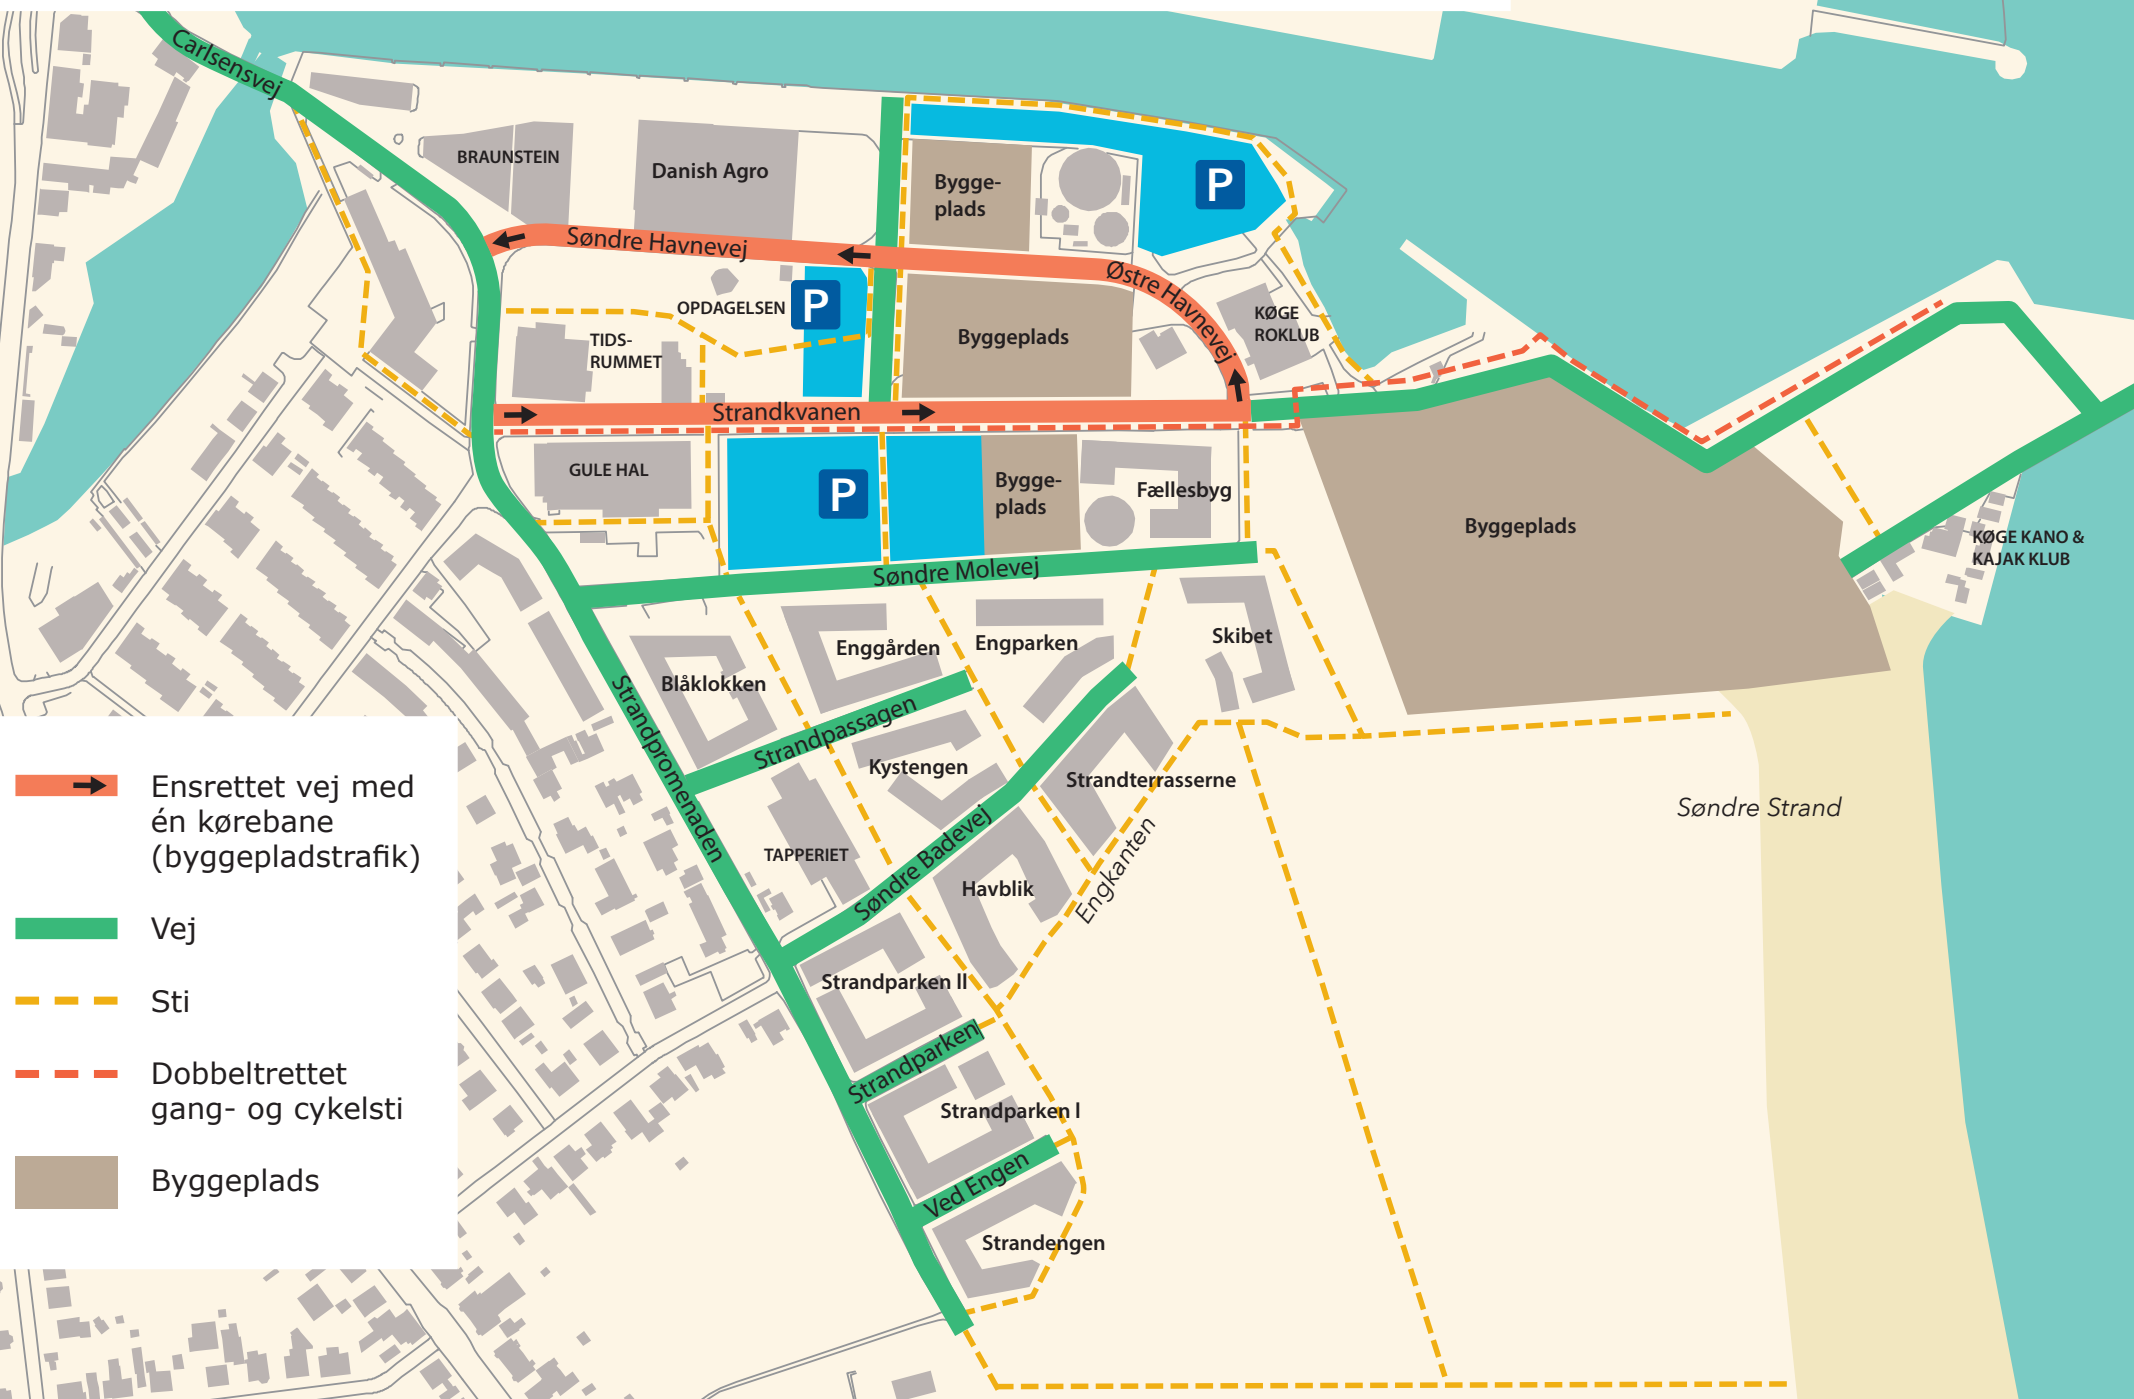 Carlsensvej
BRAUNSTEIN
Danish Agro
Bygge-
plads
P
Søndre Havnevej
Østre Havnevej
OPDAGELSEN
P
TIDS-
RUMMET
Byggeplads
KØGE
ROKLUB
Strandkvanen
GULE HAL
P
Bygge-
plads
Fællesbyg
Byggeplads
KØGE KANO &
KAJAK KLUB
Søndre Molevej
Enggården
Engparken
Skibet
Blåklokken
Strandpromenaden
Strandpassagen
Kystengen
Strandterrasserne
Søndre Strand
TAPPERIET
Søndre Badevej
Havblik
Engkanten
Strandparken II
Strandparken
Strandparken I
Ved Engen
Strandengen
Ensrettet vej med
én kørebane
(byggepladstrafik)
Vej
Sti
Dobbeltrettet
gang- og cykelsti
Byggeplads